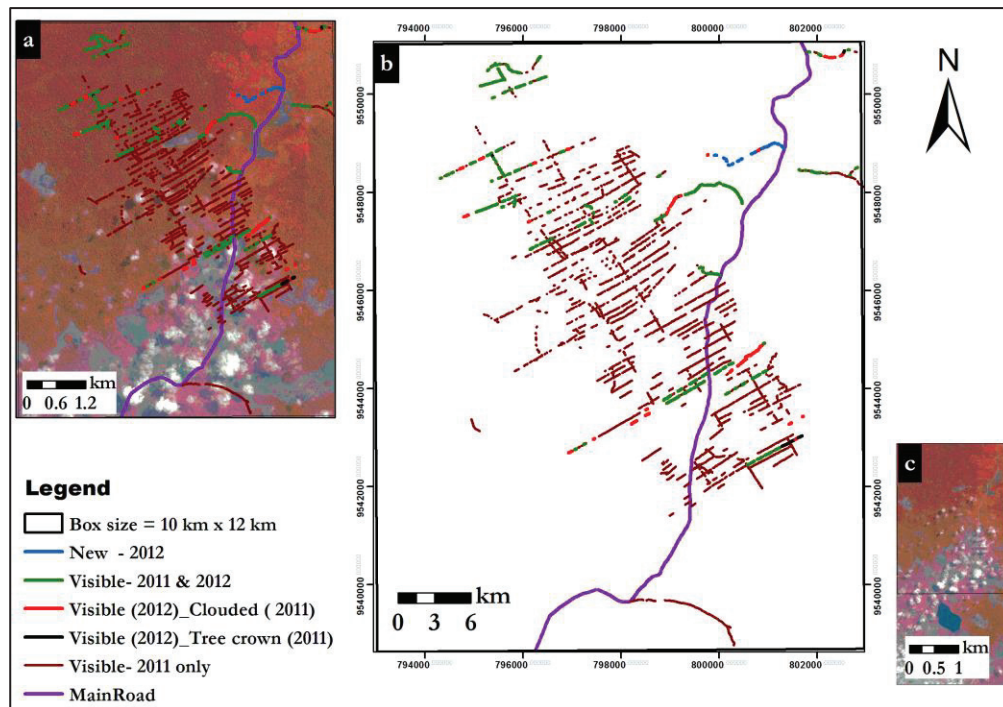 a
km
0 0.6 1.2
Legend
Box size = 10 km x 12 km
New - 2012
Visible- 2011 & 2012
Visible (2012)_Clouded ( 2011)
Visible (2012)_Tree crown (2011)
Visible- 2011 only
MainRoad
794000 796000 798000 800000 802000
b
9550000
9548000
9546000
9544000
9542000
9540000
9550000
9548000
9546000
9544000
9542000
9540000
km
0 3 6
794000 796000 798000 800000 802000
N
c
km
0 0.5 1